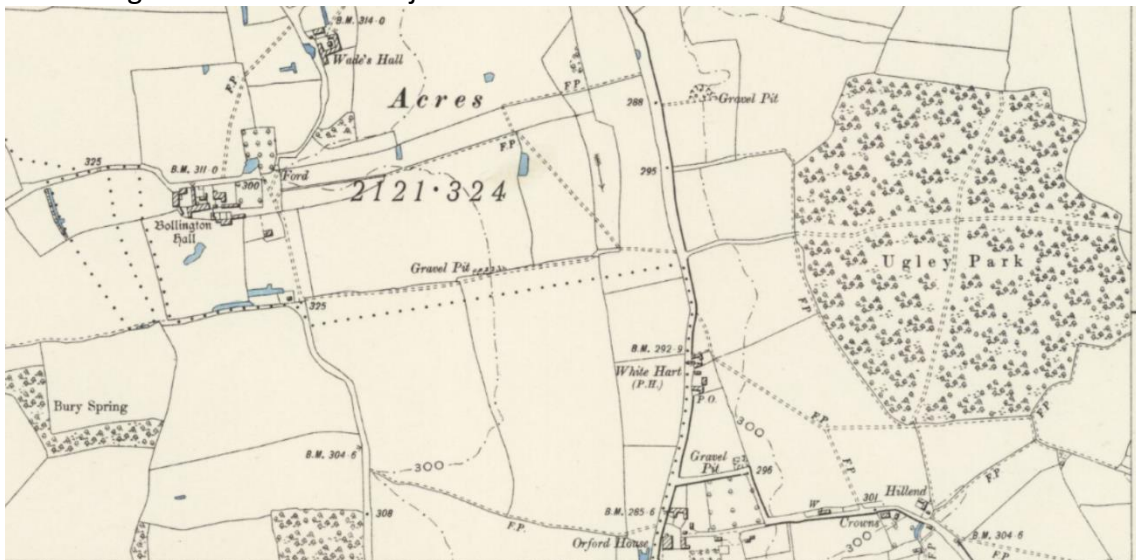 B.M. 314·0
Wade's Hall
F.P.
Acres
F.P.
288
Gravel Pit
325
B.M. 311·0
300
Ford
F.P.
295
2121·324
Bollington
Hall
Gravel Pit
Ugley Park
325
F.P.
B.M. 292·9
White Hart
(P.H.)
P.O.
Bury Spring
F.P.
F.P.
300
B.M. 304·6
300
Gravel
Pit
296
F.P.
308
W
301
Hillend
F.P.
B.M. 285·6
Crowns
F.P.
Orford House
300
B.M. 304·6
F.P.